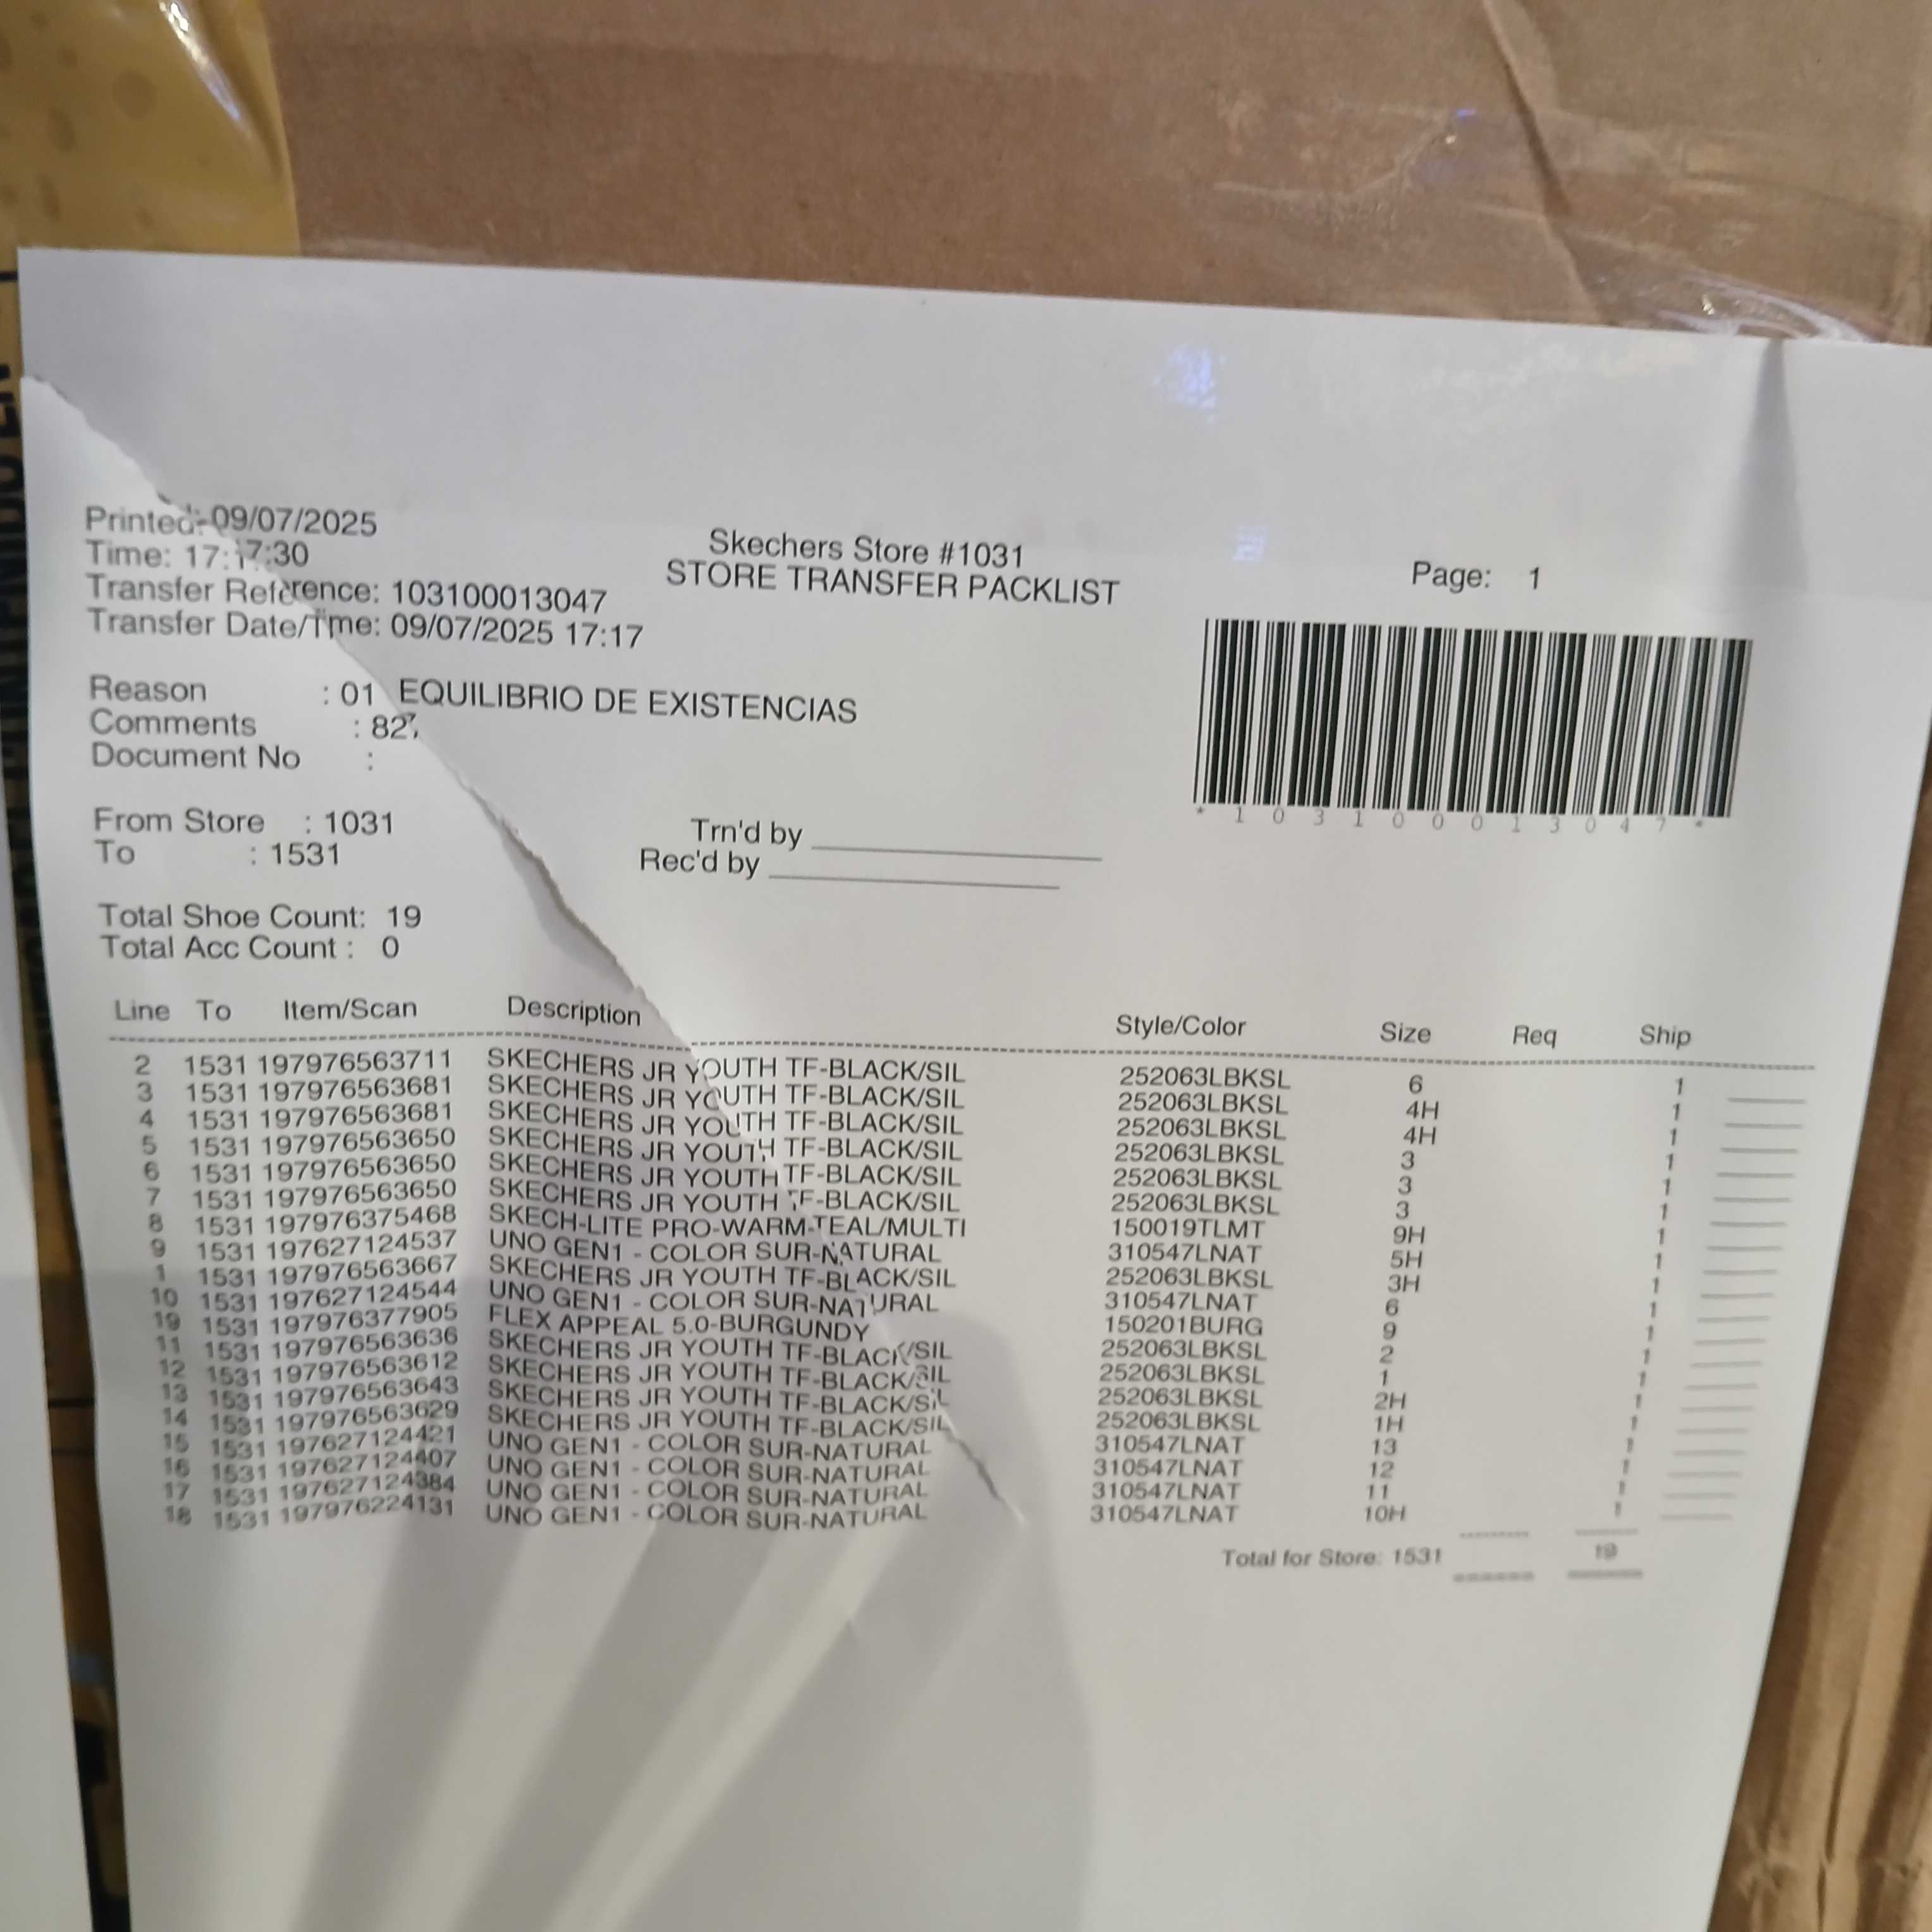 Printed: 09/07/2025
Time: 17:17:30
Transfer Reference: 103100013047
Transfer Date/Time: 09/07/2025 17:17
Skechers Store #1031
STORE TRANSFER PACKLIST
Page: 1
*103100013047*
Reason : 01 EQUILIBRIO DE EXISTENCIAS
Comments : 827
Document No :
From Store : 1031
To : 1531
Trn'd by
Rec'd by
Total Shoe Count: 19
Total Acc Count : 0
Line To Item/Scan Description Style/Color Size Req Ship
2 1531 197976563711 SKECHERS JR YOUTH TF-BLACK/SIL 252063LBKSL 6 1
3 1531 197976563681 SKECHERS JR YOUTH TF-BLACK/SIL 252063LBKSL 4H 1
4 1531 197976563681 SKECHERS JR YOUTH TF-BLACK/SIL 252063LBKSL 4H 1
5 1531 197976563650 SKECHERS JR YOUTH TF-BLACK/SIL 252063LBKSL 3 1
6 1531 197976563650 SKECHERS JR YOUTH TF-BLACK/SIL 252063LBKSL 3 1
7 1531 197976563650 SKECHERS JR YOUTH TF-BLACK/SIL 252063LBKSL 3 1
8 1531 197976375468 SKECH-LITE PRO-WARM-TEAL/MULTI 150019TLMT 9H 1
9 1531 197627124537 UNO GEN1 - COLOR SUR-NATURAL 310547LNAT 5H 1
1 1531 197976563667 SKECHERS JR YOUTH TF-BLACK/SIL 252063LBKSL 3H 1
10 1531 197627124544 UNO GEN1 - COLOR SUR-NATURAL 310547LNAT 6 1
19 1531 197976377905 FLEX APPEAL 5.0-BURGUNDY 150201BURG 9 1
11 1531 197976563636 SKECHERS JR YOUTH TF-BLACK/SIL 252063LBKSL 2 1
12 1531 197976563612 SKECHERS JR YOUTH TF-BLACK/SIL 252063LBKSL 1 1
13 1531 197976563643 SKECHERS JR YOUTH TF-BLACK/SIL 252063LBKSL 2H 1
14 1531 197976563629 SKECHERS JR YOUTH TF-BLACK/SIL 252063LBKSL 1H 1
15 1531 197627124421 UNO GEN1 - COLOR SUR-NATURAL 310547LNAT 13 1
16 1531 197627124407 UNO GEN1 - COLOR SUR-NATURAL 310547LNAT 12 1
17 1531 197627124384 UNO GEN1 - COLOR SUR-NATURAL 310547LNAT 11 1
18 1531 197976224131 UNO GEN1 - COLOR SUR-NATURAL 310547LNAT 10H 1
Total for Store: 1531 19